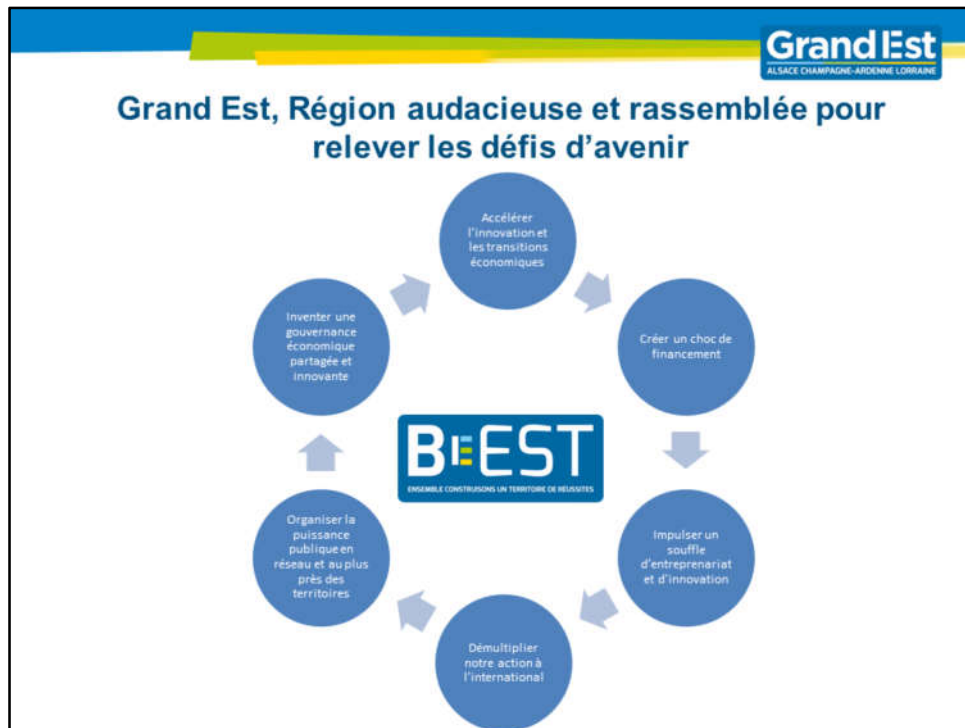 Grand Est
ALSACE CHAMPAGNE-ARDENNE LORRAINE
Grand Est, Région audacieuse et rassemblée pour
relever les défis d'avenir
Accélérer
l'innovation et
les transitions
économiques
Créer un choc de
financement
Impulser un
souffle
d'entreprenariat
et d'innovation
Démultiplier
notre action à
l'international
Organiser la
puissance
publique en
réseau et au plus
près des
territoires
Inventer une
gouvernance
économique
partagée et
innovante
BEEST
ENSEMBLE CONSTRUISONS UN TERRITOIRE DE RÉUSSITES